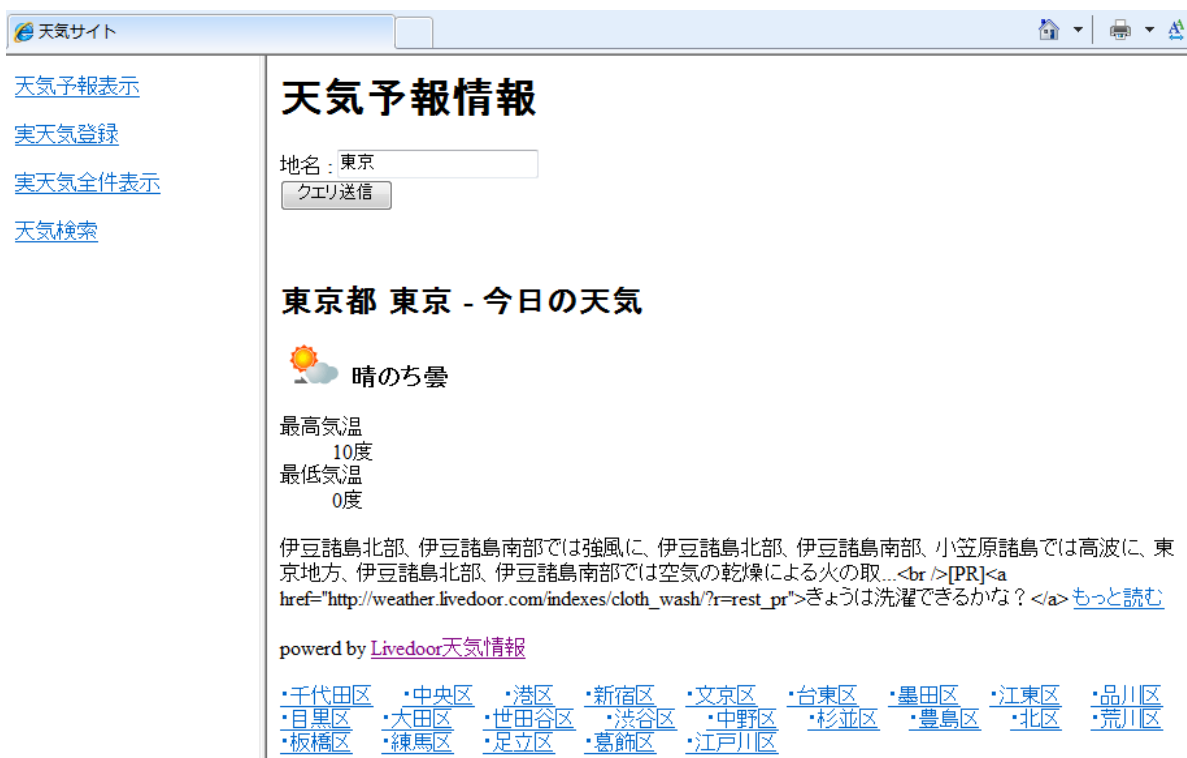 天気サイト
天気予報表示
実天気登録
実天気全件表示
天気検索
天気予報情報
地名 : 東京
クエリ送信
東京都 東京 - 今日の天気
晴のち曇
最高気温
10度
最低気温
0度
伊豆諸島北部、伊豆諸島南部では強風に、伊豆諸島北部、伊豆諸島南部、小笠原諸島では高波に、東
京地方、伊豆諸島北部、伊豆諸島南部では空気の乾燥による火の取...<br />[PR]<a
href="http://weather.livedoor.com/indexes/cloth_wash/?r=rest_pr">きょうは洗濯できるかな？</a> もっと読む
powerd by Livedoor天気情報
・千代田区 ・中央区 ・港区 ・新宿区 ・文京区 ・台東区 ・墨田区 ・江東区 ・品川区
・目黒区 ・大田区 ・世田谷区 ・渋谷区 ・中野区 ・杉並区 ・豊島区 ・北区 ・荒川区
・板橋区 ・練馬区 ・足立区 ・葛飾区 ・江戸川区